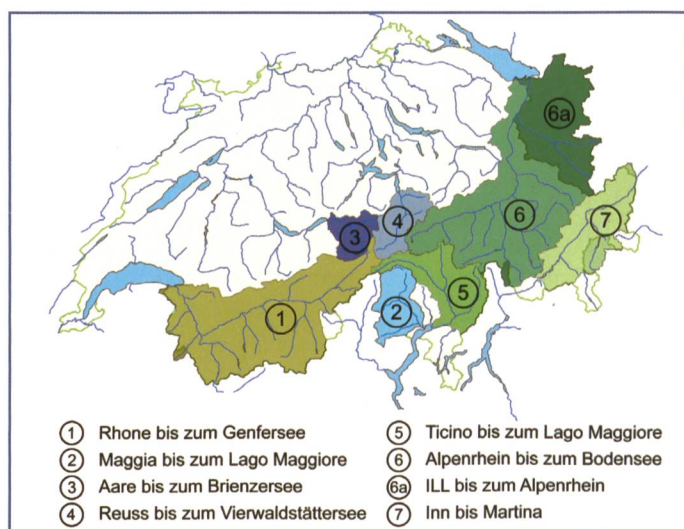 6a
4
3
6
7
5
2
1
1 Rhone bis zum Genfersee
2 Maggia bis zum Lago Maggiore
3 Aare bis zum Brienzersee
4 Reuss bis zum Vierwaldstättersee
5 Ticino bis zum Lago Maggiore
6 Alpenrhein bis zum Bodensee
6a ILL bis zum Alpenrhein
7 Inn bis Martina